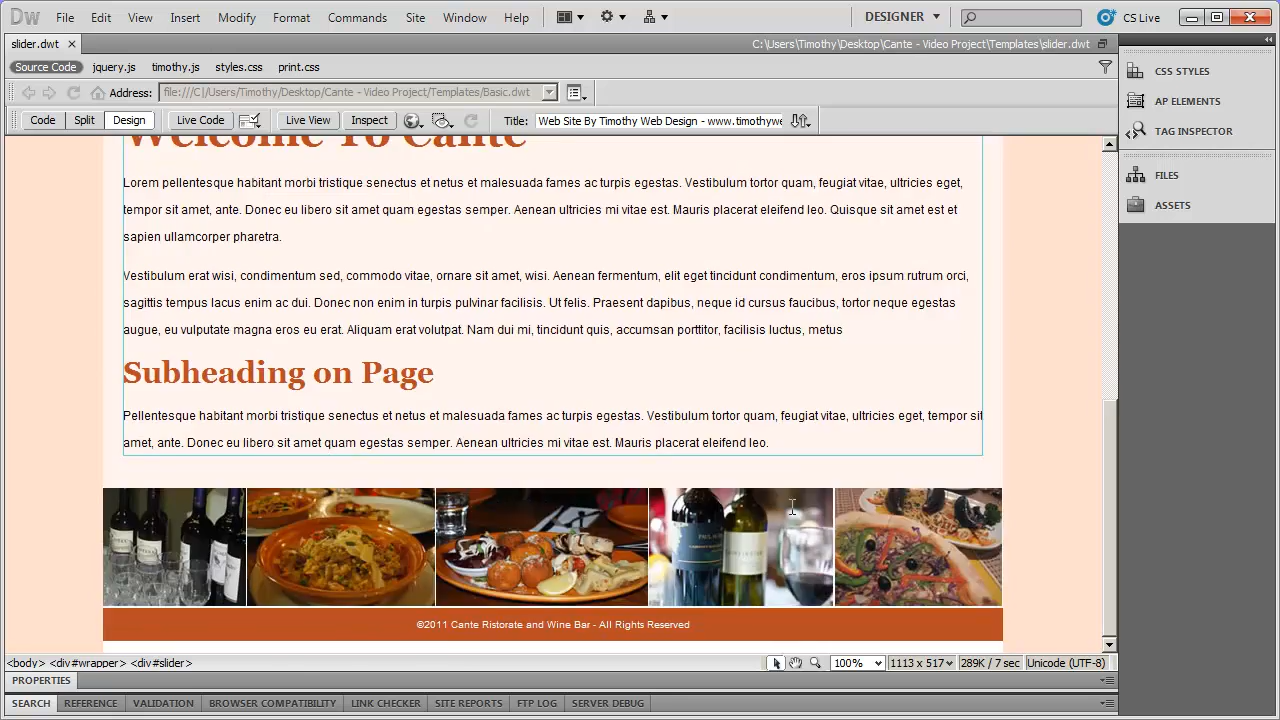 Dw File Edit View Insert Modify Format Commands Site Window Help DESIGNER CS Live
slider.dwt C:\Users\Timothy\Desktop\Cante - Video Project\Templates\slider.dwt
Source Code jquery.js timothy.js styles.css print.css
Address: file:///C|/Users/Timothy/Desktop/Cante - Video Project/Templates/Basic.dwt
Code Split Design Live Code Live View Inspect Title: Web Site By Timothy Web Design - www.timothywe
CSS STYLES
AP ELEMENTS
TAG INSPECTOR
FILES
ASSETS
Welcome To Cante
Lorem pellentesque habitant morbi tristique senectus et netus et malesuada fames ac turpis egestas. Vestibulum tortor quam, feugiat vitae, ultricies eget,
tempor sit amet, ante. Donec eu libero sit amet quam egestas semper. Aenean ultricies mi vitae est. Mauris placerat eleifend leo. Quisque sit amet est et
sapien ullamcorper pharetra.
Vestibulum erat wisi, condimentum sed, commodo vitae, ornare sit amet, wisi. Aenean fermentum, elit eget tincidunt condimentum, eros ipsum rutrum orci,
sagittis tempus lacus enim ac dui. Donec non enim in turpis pulvinar facilisis. Ut felis. Praesent dapibus, neque id cursus faucibus, tortor neque egestas
augue, eu vulputate magna eros eu erat. Aliquam erat volutpat. Nam dui mi, tincidunt quis, accumsan porttitor, facilisis luctus, metus
Subheading on Page
Pellentesque habitant morbi tristique senectus et netus et malesuada fames ac turpis egestas. Vestibulum tortor quam, feugiat vitae, ultricies eget, tempor sit
amet, ante. Donec eu libero sit amet quam egestas semper. Aenean ultricies mi vitae est. Mauris placerat eleifend leo.
©2011 Cante Ristorate and Wine Bar - All Rights Reserved
<body> <div#wrapper> <div#slider> 100% 1113 x 517 289K / 7 sec Unicode (UTF-8)
PROPERTIES
SEARCH REFERENCE VALIDATION BROWSER COMPATIBILITY LINK CHECKER SITE REPORTS FTP LOG SERVER DEBUG